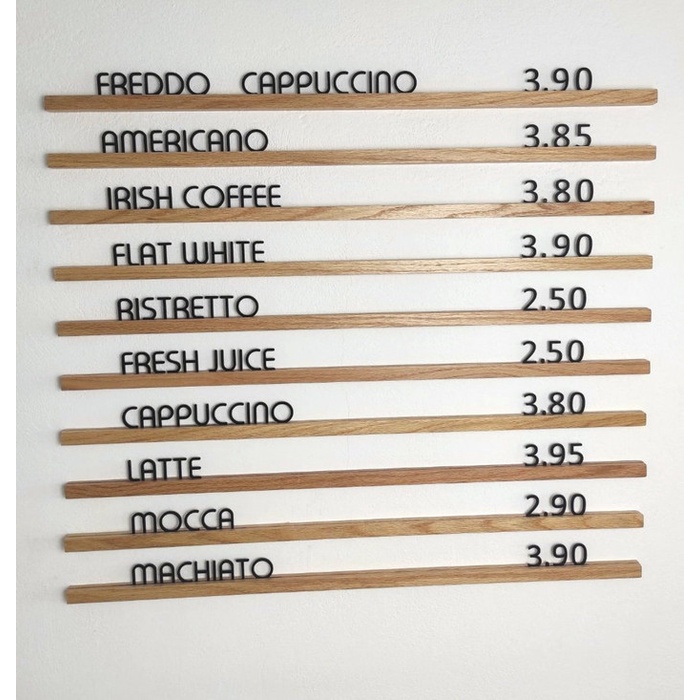 FREDDO CAPPUCCINO 3.90
AMERICANO 3.85
IRISH COFFEE 3.80
FLAT WHITE 3.90
RISTRETTO 2.50
FRESH JUICE 2.50
CAPPUCCINO 3.80
LATTE 3.95
MOCCA 2.90
MACHIATO 3.90